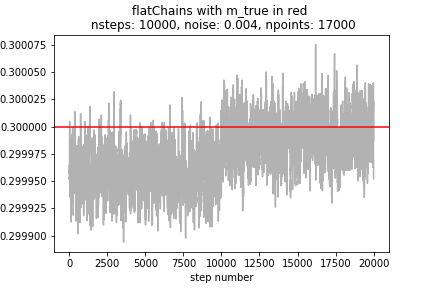 flatChains with m_true in red
nsteps: 10000, noise: 0.004, npoints: 17000
0.300075
0.300050
0.300025
0.300000
0.299975
0.299950
0.299925
0.299900
0 2500 5000 7500 10000 12500 15000 17500 20000
step number